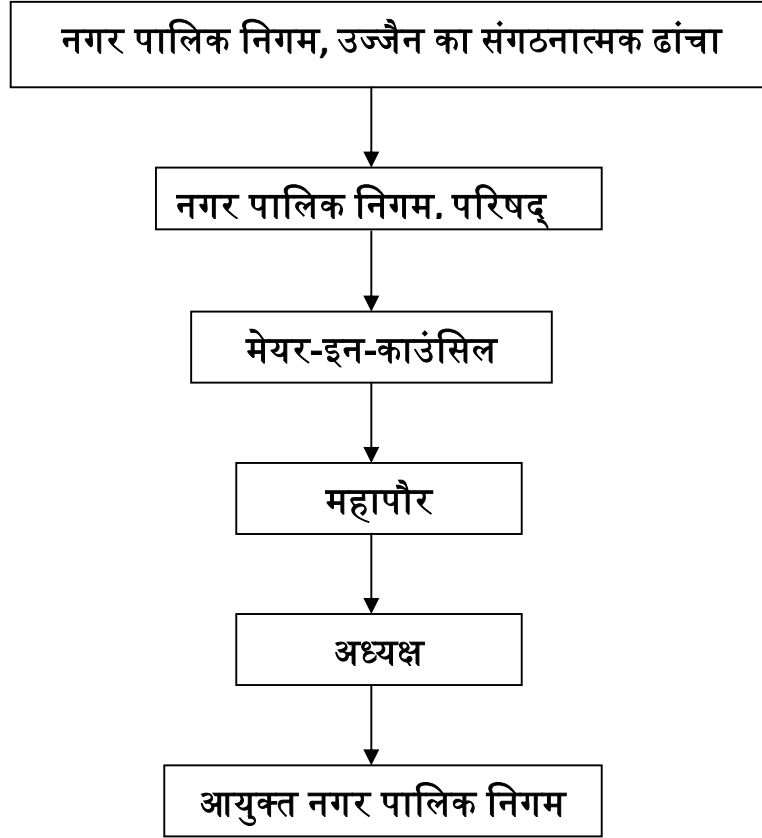 नगर पालिक निगम, उज्जैन का संगठनात्मक ढांचा
नगर पालिक निगम. परिषद्
मेयर-इन-काउंसिल
महापौर
अध्यक्ष
आयुक्त नगर पालिक निगम